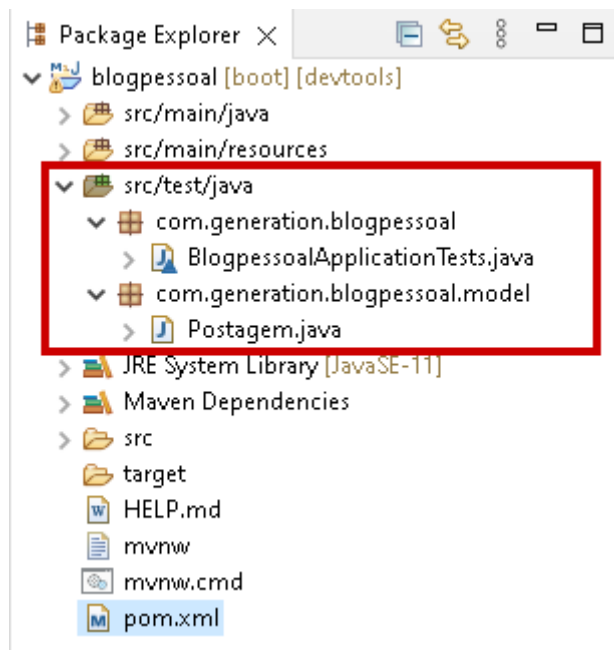 Package Explorer
blogpessoal [boot] [devtools]
src/main/java
src/main/resources
src/test/java
com.generation.blogpessoal
BlogpessoalApplicationTests.java
com.generation.blogpessoal.model
Postagem.java
JRE System Library [JavaSE-11]
Maven Dependencies
src
target
HELP.md
mvnw
mvnw.cmd
pom.xml